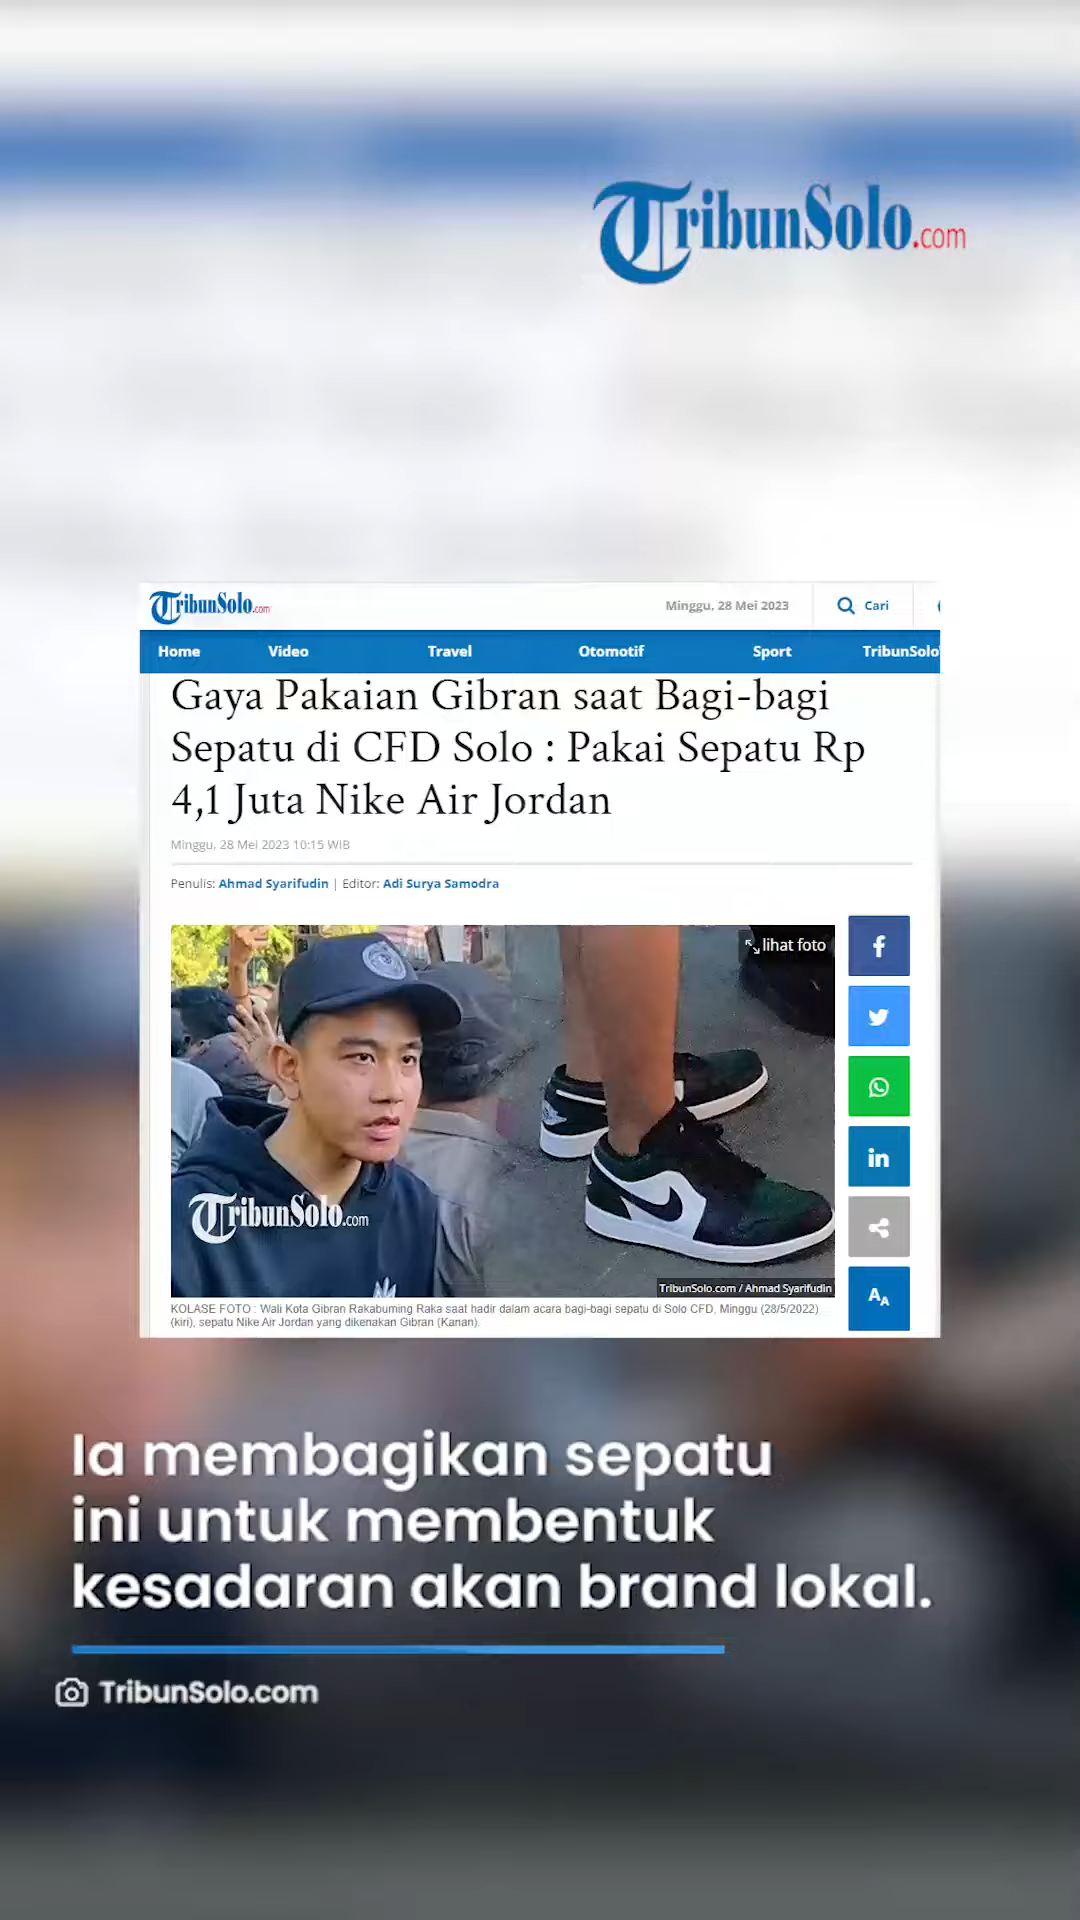 TribunSolo.com
TribunSolo.com
Minggu, 28 Mei 2023
Cari
Home Video Travel Otomotif Sport TribunSolo
Gaya Pakaian Gibran saat Bagi-bagi
Sepatu di CFD Solo : Pakai Sepatu Rp
4,1 Juta Nike Air Jordan
Minggu, 28 Mei 2023 10:15 WIB
Penulis: Ahmad Syarifudin | Editor: Adi Surya Samodra
lihat foto
TribunSolo.com
TribunSolo.com / Ahmad Syarifudin
KOLASE FOTO : Wali Kota Gibran Rakabuming Raka saat hadir dalam acara bagi-bagi sepatu di Solo CFD, Minggu (28/5/2022)
(kiri), sepatu Nike Air Jordan yang dikenakan Gibran (Kanan).
f
in
AA
Ia membagikan sepatu
ini untuk membentuk
kesadaran akan brand lokal.
TribunSolo.com